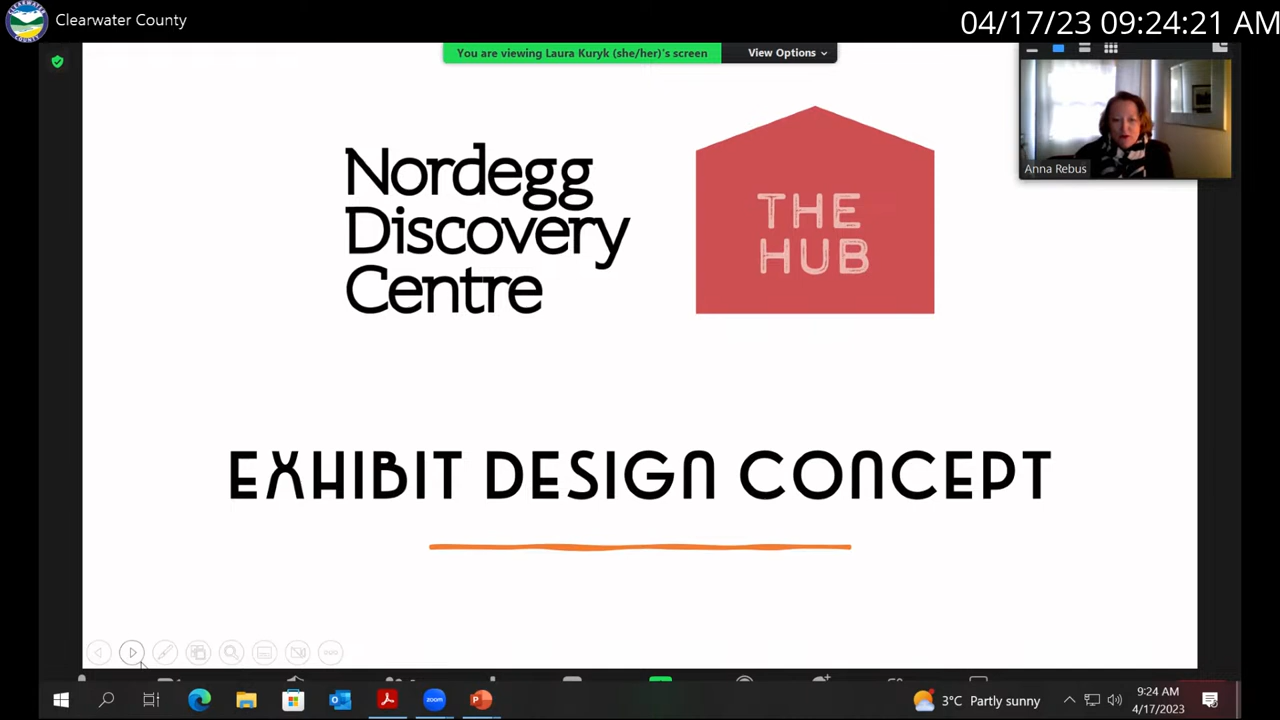 Clearwater County
04/17/23 09:24:21 AM
You are viewing Laura Kuryk (she/her)'s screen
View Options
Anna Rebus
Nordegg
Discovery
Centre
THE
HUB
EXHIBIT DESIGN CONCEPT
zoom
3°C Partly sunny
9:24 AM
4/17/2023